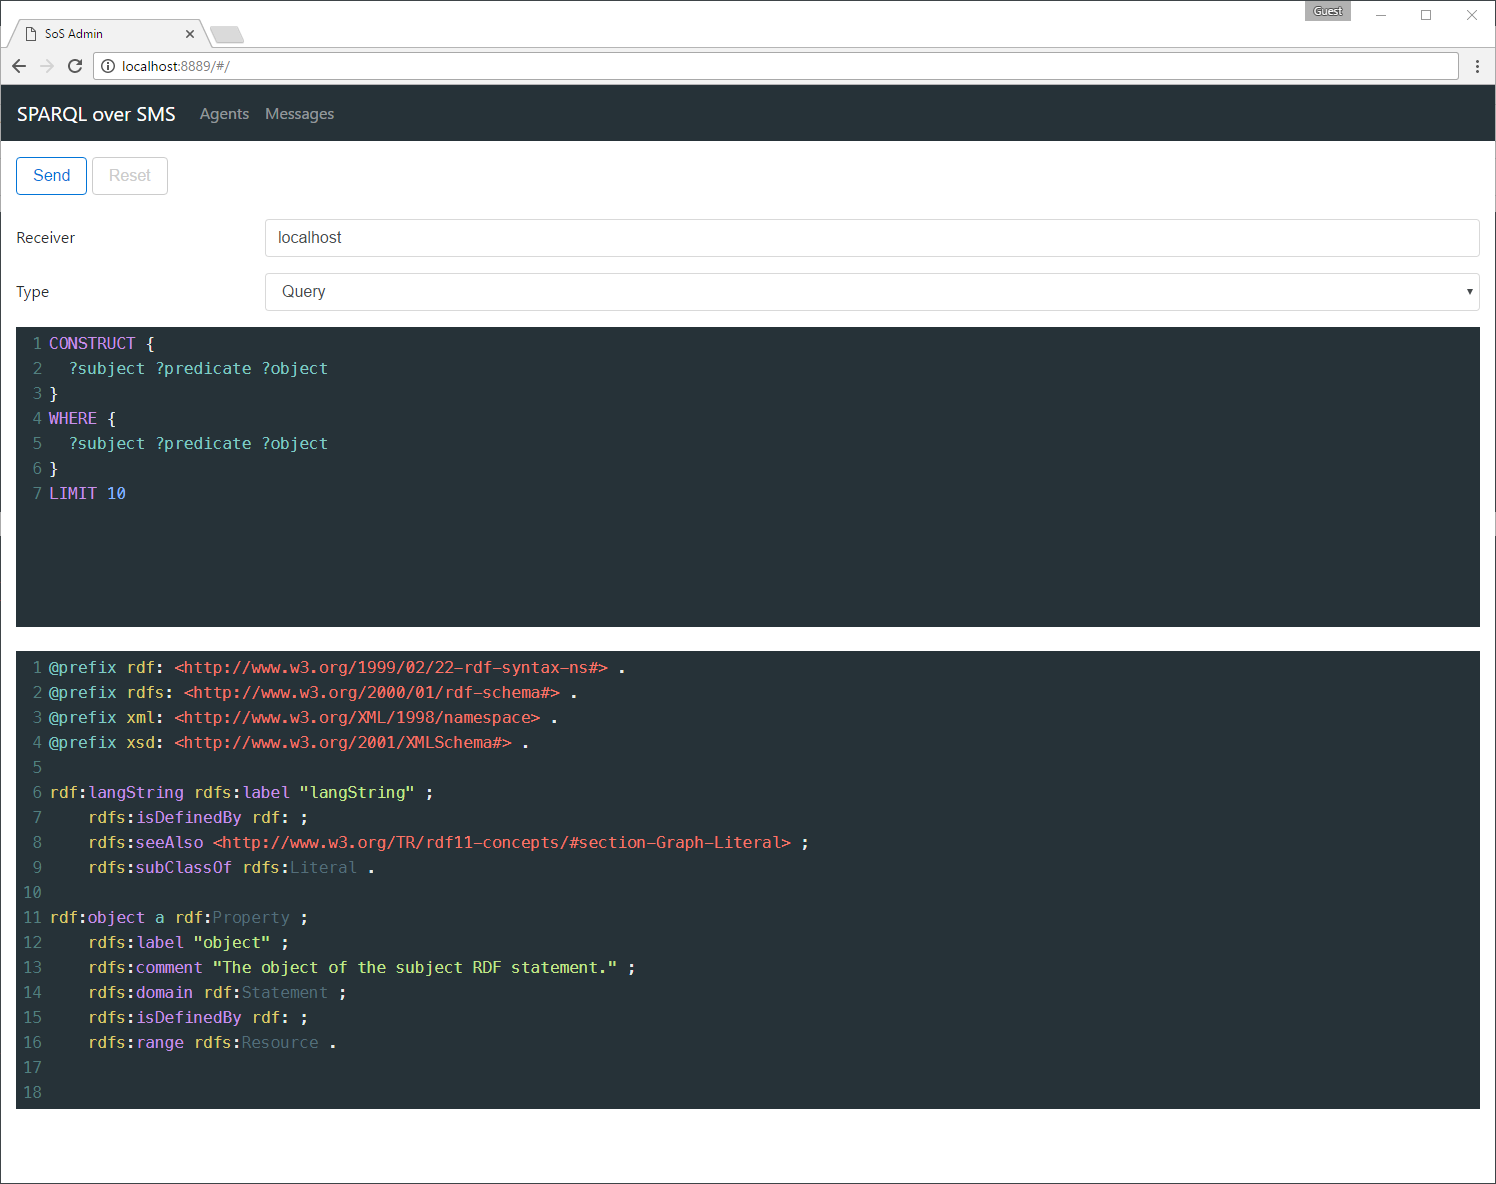 Guest
SoS Admin
localhost:8889/#/
SPARQL over SMS Agents Messages
Send Reset
Receiver localhost
Type Query
1 CONSTRUCT {
2 ?subject ?predicate ?object
3 }
4 WHERE {
5 ?subject ?predicate ?object
6 }
7 LIMIT 10
1 @prefix rdf: <http://www.w3.org/1999/02/22-rdf-syntax-ns#> .
2 @prefix rdfs: <http://www.w3.org/2000/01/rdf-schema#> .
3 @prefix xml: <http://www.w3.org/XML/1998/namespace> .
4 @prefix xsd: <http://www.w3.org/2001/XMLSchema#> .
5
6 rdf:langString rdfs:label "langString" ;
7 rdfs:isDefinedBy rdf: ;
8 rdfs:seeAlso <http://www.w3.org/TR/rdf11-concepts/#section-Graph-Literal> ;
9 rdfs:subClassOf rdfs:Literal .
10
11 rdf:object a rdf:Property ;
12 rdfs:label "object" ;
13 rdfs:comment "The object of the subject RDF statement." ;
14 rdfs:domain rdf:Statement ;
15 rdfs:isDefinedBy rdf: ;
16 rdfs:range rdfs:Resource .
17
18